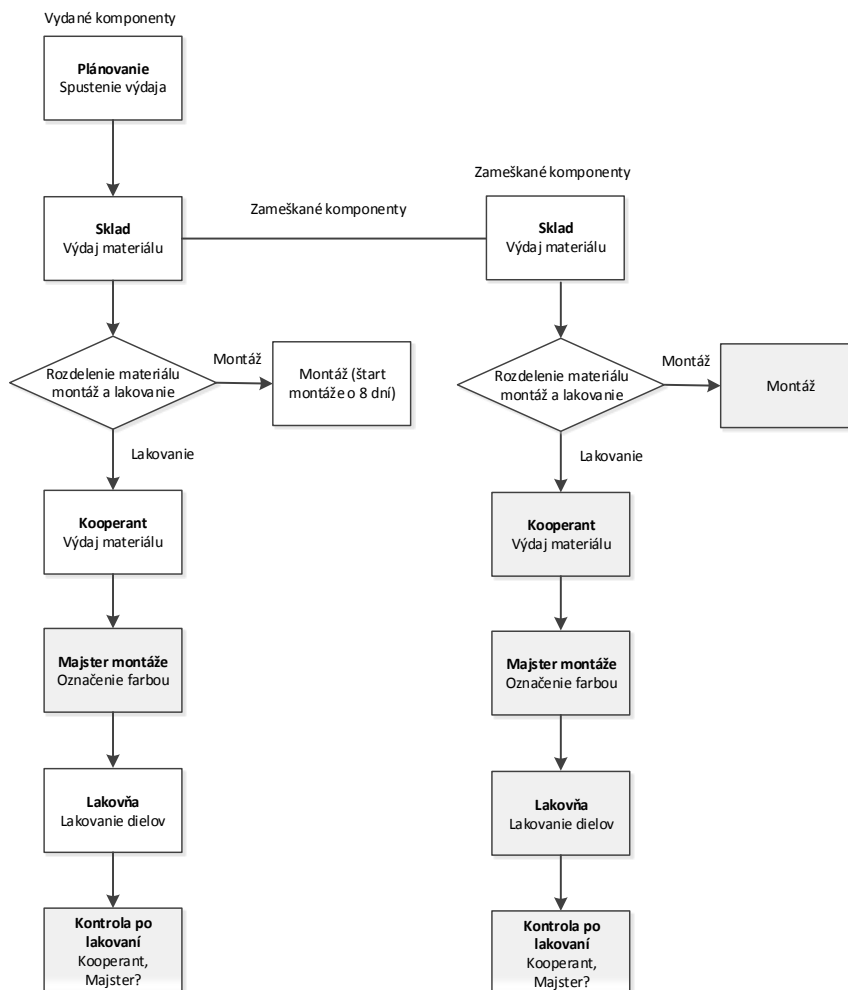 Vydané komponenty
Plánovanie
Spustenie výdaja
Sklad
Výdaj materiálu
Zameškané komponenty
Zameškané komponenty
Sklad
Výdaj materiálu
Rozdelenie materiálu
montáž a lakovanie
Montáž
Montáž (štart
montáže o 8 dní)
Lakovanie
Kooperant
Výdaj materiálu
Majster montáže
Označenie farbou
Lakovňa
Lakovanie dielov
Kontrola po
lakovaní
Kooperant,
Majster?
Rozdelenie materiálu
montáž a lakovanie
Montáž
Montáž
Lakovanie
Kooperant
Výdaj materiálu
Majster montáže
Označenie farbou
Lakovňa
Lakovanie dielov
Kontrola po
lakovaní
Kooperant,
Majster?